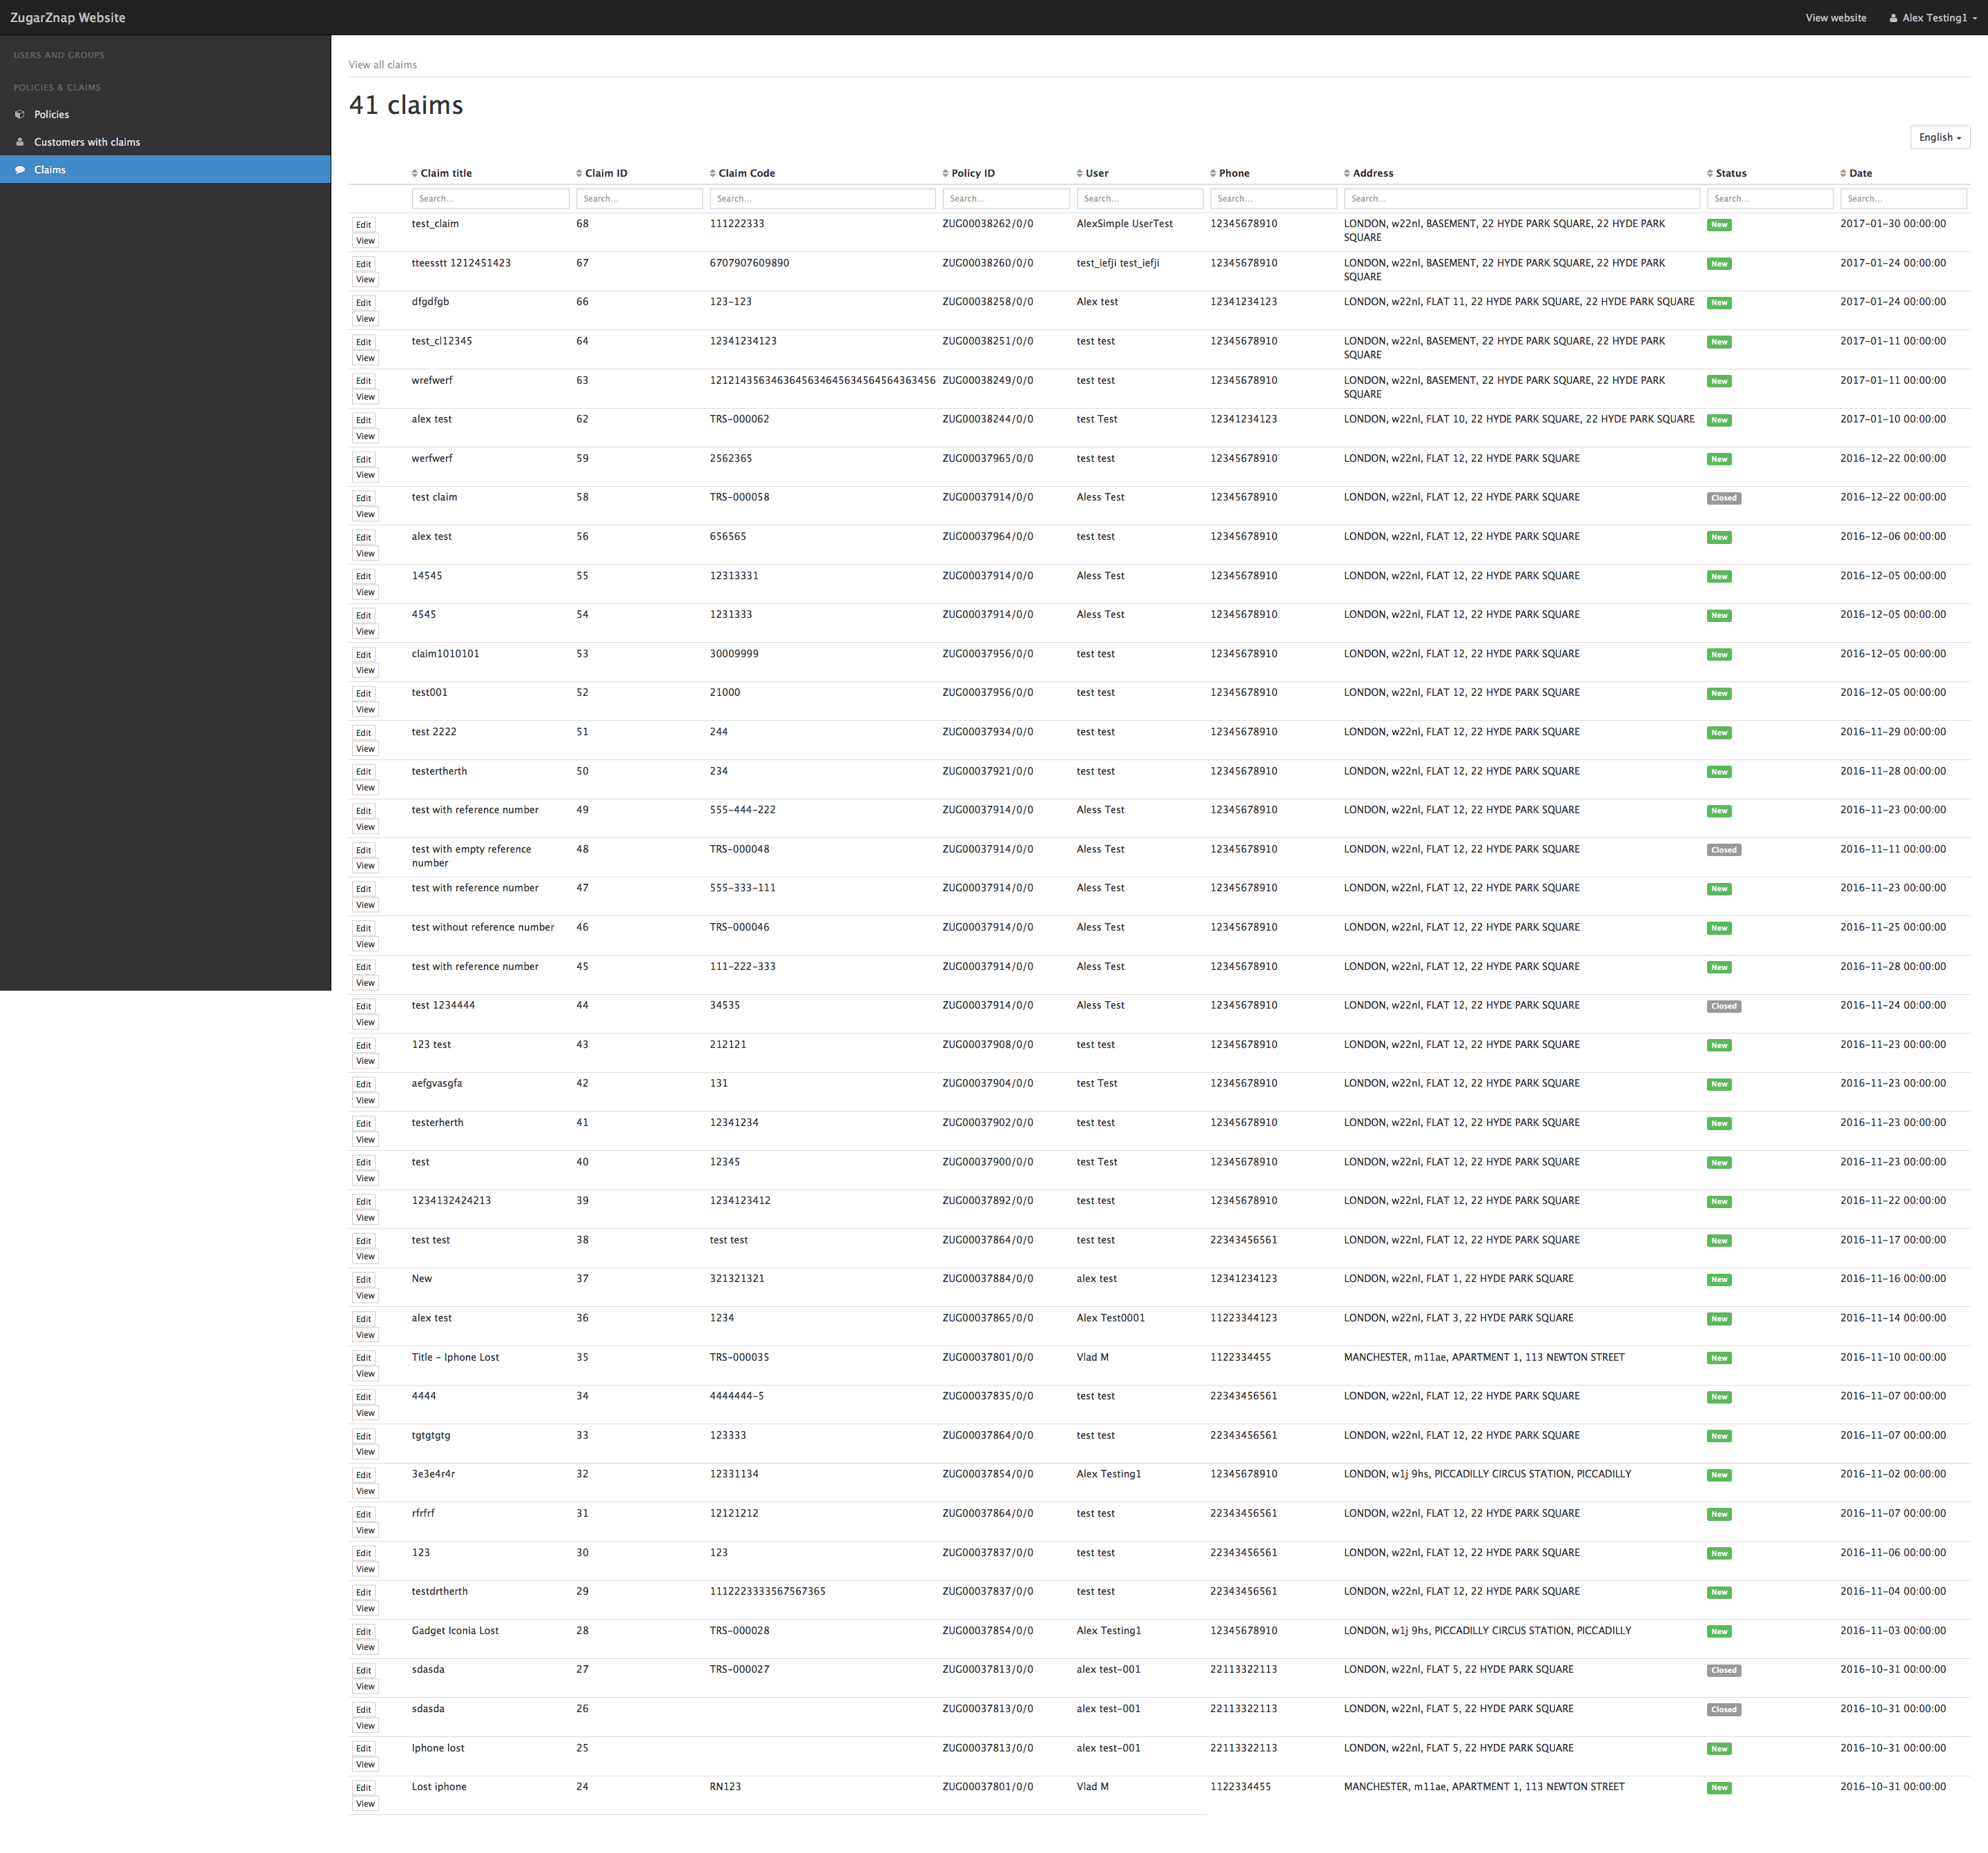 ZugarZnap Website
View website
Alex Testing1
USERS AND GROUPS
POLICIES & CLAIMS
Policies
Customers with claims
Claims
View all claims
41 claims
English
Claim title Claim ID Claim Code Policy ID User Phone Address Status Date
Search... Search... Search... Search... Search... Search... Search... Search... Search...
Edit test_claim 68 111222333 ZUG00038262/0/0 AlexSimple UserTest 12345678910 LONDON, w22nl, BASEMENT, 22 HYDE PARK SQUARE, 22 HYDE PARK New 2017-01-30 00:00:00
View SQUARE
Edit tteesstt 1212451423 67 6707907609890 ZUG00038260/0/0 test_iefji test_iefji 12345678910 LONDON, w22nl, BASEMENT, 22 HYDE PARK SQUARE, 22 HYDE PARK New 2017-01-24 00:00:00
View SQUARE
Edit dfgdfgb 66 123-123 ZUG00038258/0/0 Alex test 12341234123 LONDON, w22nl, FLAT 11, 22 HYDE PARK SQUARE, 22 HYDE PARK SQUARE New 2017-01-24 00:00:00
View
Edit test_cl12345 64 12341234123 ZUG00038251/0/0 test test 12345678910 LONDON, w22nl, BASEMENT, 22 HYDE PARK SQUARE, 22 HYDE PARK New 2017-01-11 00:00:00
View SQUARE
Edit wrefwerf 63 ZUG00038249/0/0 test test 12345678910 LONDON, w22nl, BASEMENT, 22 HYDE PARK SQUARE, 22 HYDE PARK New 2017-01-11 00:00:00
View SQUARE
Edit alex test 62 TRS-000062 ZUG00038244/0/0 test Test 12341234123 LONDON, w22nl, FLAT 10, 22 HYDE PARK SQUARE, 22 HYDE PARK SQUARE New 2017-01-10 00:00:00
View
Edit werfwerf 59 2562365 ZUG00037965/0/0 test test 12345678910 LONDON, w22nl, FLAT 12, 22 HYDE PARK SQUARE New 2016-12-22 00:00:00
View
Edit test claim 58 TRS-000058 ZUG00037914/0/0 Aless Test 12345678910 LONDON, w22nl, FLAT 12, 22 HYDE PARK SQUARE Closed 2016-12-22 00:00:00
View
Edit alex test 56 656565 ZUG00037964/0/0 test test 12345678910 LONDON, w22nl, FLAT 12, 22 HYDE PARK SQUARE New 2016-12-06 00:00:00
View
Edit 14545 55 12313331 ZUG00037914/0/0 Aless Test 12345678910 LONDON, w22nl, FLAT 12, 22 HYDE PARK SQUARE New 2016-12-05 00:00:00
View
Edit 4545 54 1231333 ZUG00037914/0/0 Aless Test 12345678910 LONDON, w22nl, FLAT 12, 22 HYDE PARK SQUARE New 2016-12-05 00:00:00
View
Edit claim1010101 53 30009999 ZUG00037956/0/0 test test 12345678910 LONDON, w22nl, FLAT 12, 22 HYDE PARK SQUARE New 2016-12-05 00:00:00
View
Edit test001 52 21000 ZUG00037956/0/0 test test 12345678910 LONDON, w22nl, FLAT 12, 22 HYDE PARK SQUARE New 2016-12-05 00:00:00
View
Edit test 2222 51 244 ZUG00037934/0/0 test test 12345678910 LONDON, w22nl, FLAT 12, 22 HYDE PARK SQUARE New 2016-11-29 00:00:00
View
Edit testertherth 50 234 ZUG00037921/0/0 test test 12345678910 LONDON, w22nl, FLAT 12, 22 HYDE PARK SQUARE New 2016-11-28 00:00:00
View
Edit test with reference number 49 555-444-222 ZUG00037914/0/0 Aless Test 12345678910 LONDON, w22nl, FLAT 12, 22 HYDE PARK SQUARE New 2016-11-23 00:00:00
View
Edit test with empty reference 48 TRS-000048 ZUG00037914/0/0 Aless Test 12345678910 LONDON, w22nl, FLAT 12, 22 HYDE PARK SQUARE Closed 2016-11-11 00:00:00
View number
Edit test with reference number 47 555-333-111 ZUG00037914/0/0 Aless Test 12345678910 LONDON, w22nl, FLAT 12, 22 HYDE PARK SQUARE New 2016-11-23 00:00:00
View
Edit test without reference number 46 TRS-000046 ZUG00037914/0/0 Aless Test 12345678910 LONDON, w22nl, FLAT 12, 22 HYDE PARK SQUARE New 2016-11-25 00:00:00
View
Edit test with reference number 45 111-222-333 ZUG00037914/0/0 Aless Test 12345678910 LONDON, w22nl, FLAT 12, 22 HYDE PARK SQUARE New 2016-11-28 00:00:00
View
Edit test 1234444 44 34535 ZUG00037914/0/0 Aless Test 12345678910 LONDON, w22nl, FLAT 12, 22 HYDE PARK SQUARE Closed 2016-11-24 00:00:00
View
Edit 123 test 43 212121 ZUG00037908/0/0 test test 12345678910 LONDON, w22nl, FLAT 12, 22 HYDE PARK SQUARE New 2016-11-23 00:00:00
View
Edit aefgvasgfa 42 131 ZUG00037904/0/0 test Test 12345678910 LONDON, w22nl, FLAT 12, 22 HYDE PARK SQUARE New 2016-11-23 00:00:00
View
Edit testerherth 41 12341234 ZUG00037902/0/0 test test 12345678910 LONDON, w22nl, FLAT 12, 22 HYDE PARK SQUARE New 2016-11-23 00:00:00
View
Edit test 40 12345 ZUG00037900/0/0 test Test 12345678910 LONDON, w22nl, FLAT 12, 22 HYDE PARK SQUARE New 2016-11-23 00:00:00
View
Edit 1234132424213 39 1234123412 ZUG00037892/0/0 test test 12345678910 LONDON, w22nl, FLAT 12, 22 HYDE PARK SQUARE New 2016-11-22 00:00:00
View
Edit test test 38 test test ZUG00037864/0/0 test test 22343456561 LONDON, w22nl, FLAT 12, 22 HYDE PARK SQUARE New 2016-11-17 00:00:00
View
Edit New 37 321321321 ZUG00037884/0/0 alex test 12341234123 LONDON, w22nl, FLAT 1, 22 HYDE PARK SQUARE New 2016-11-16 00:00:00
View
Edit alex test 36 1234 ZUG00037865/0/0 Alex Test0001 11223344123 LONDON, w22nl, FLAT 3, 22 HYDE PARK SQUARE New 2016-11-14 00:00:00
View
Edit Title - Iphone Lost 35 TRS-000035 ZUG00037801/0/0 Vlad M 1122334455 MANCHESTER, m11ae, APARTMENT 1, 113 NEWTON STREET New 2016-11-10 00:00:00
View
Edit 4444 34 4444444-5 ZUG00037835/0/0 test test 22343456561 LONDON, w22nl, FLAT 12, 22 HYDE PARK SQUARE New 2016-11-07 00:00:00
View
Edit tgtgtgtg 33 123333 ZUG00037864/0/0 test test 22343456561 LONDON, w22nl, FLAT 12, 22 HYDE PARK SQUARE New 2016-11-07 00:00:00
View
Edit 3e3e4r4r 32 12331134 ZUG00037854/0/0 Alex Testing1 12345678910 LONDON, w1j 9hs, PICCADILLY CIRCUS STATION, PICCADILLY New 2016-11-02 00:00:00
View
Edit rfrfrf 31 12121212 ZUG00037864/0/0 test test 22343456561 LONDON, w22nl, FLAT 12, 22 HYDE PARK SQUARE New 2016-11-07 00:00:00
View
Edit 123 30 123 ZUG00037837/0/0 test test 22343456561 LONDON, w22nl, FLAT 12, 22 HYDE PARK SQUARE New 2016-11-06 00:00:00
View
Edit testdrtherth 29 1112223333567567365 ZUG00037837/0/0 test test 22343456561 LONDON, w22nl, FLAT 12, 22 HYDE PARK SQUARE New 2016-11-04 00:00:00
View
Edit Gadget Iconia Lost 28 TRS-000028 ZUG00037854/0/0 Alex Testing1 12345678910 LONDON, w1j 9hs, PICCADILLY CIRCUS STATION, PICCADILLY New 2016-11-03 00:00:00
View
Edit sdasda 27 TRS-000027 ZUG00037813/0/0 alex test-001 22113322113 LONDON, w22nl, FLAT 5, 22 HYDE PARK SQUARE Closed 2016-10-31 00:00:00
View
Edit sdasda 26 ZUG00037813/0/0 alex test-001 22113322113 LONDON, w22nl, FLAT 5, 22 HYDE PARK SQUARE Closed 2016-10-31 00:00:00
View
Edit Iphone lost 25 ZUG00037813/0/0 alex test-001 22113322113 LONDON, w22nl, FLAT 5, 22 HYDE PARK SQUARE New 2016-10-31 00:00:00
View
Edit Lost iphone 24 RN123 ZUG00037801/0/0 Vlad M 1122334455 MANCHESTER, m11ae, APARTMENT 1, 113 NEWTON STREET New 2016-10-31 00:00:00
View